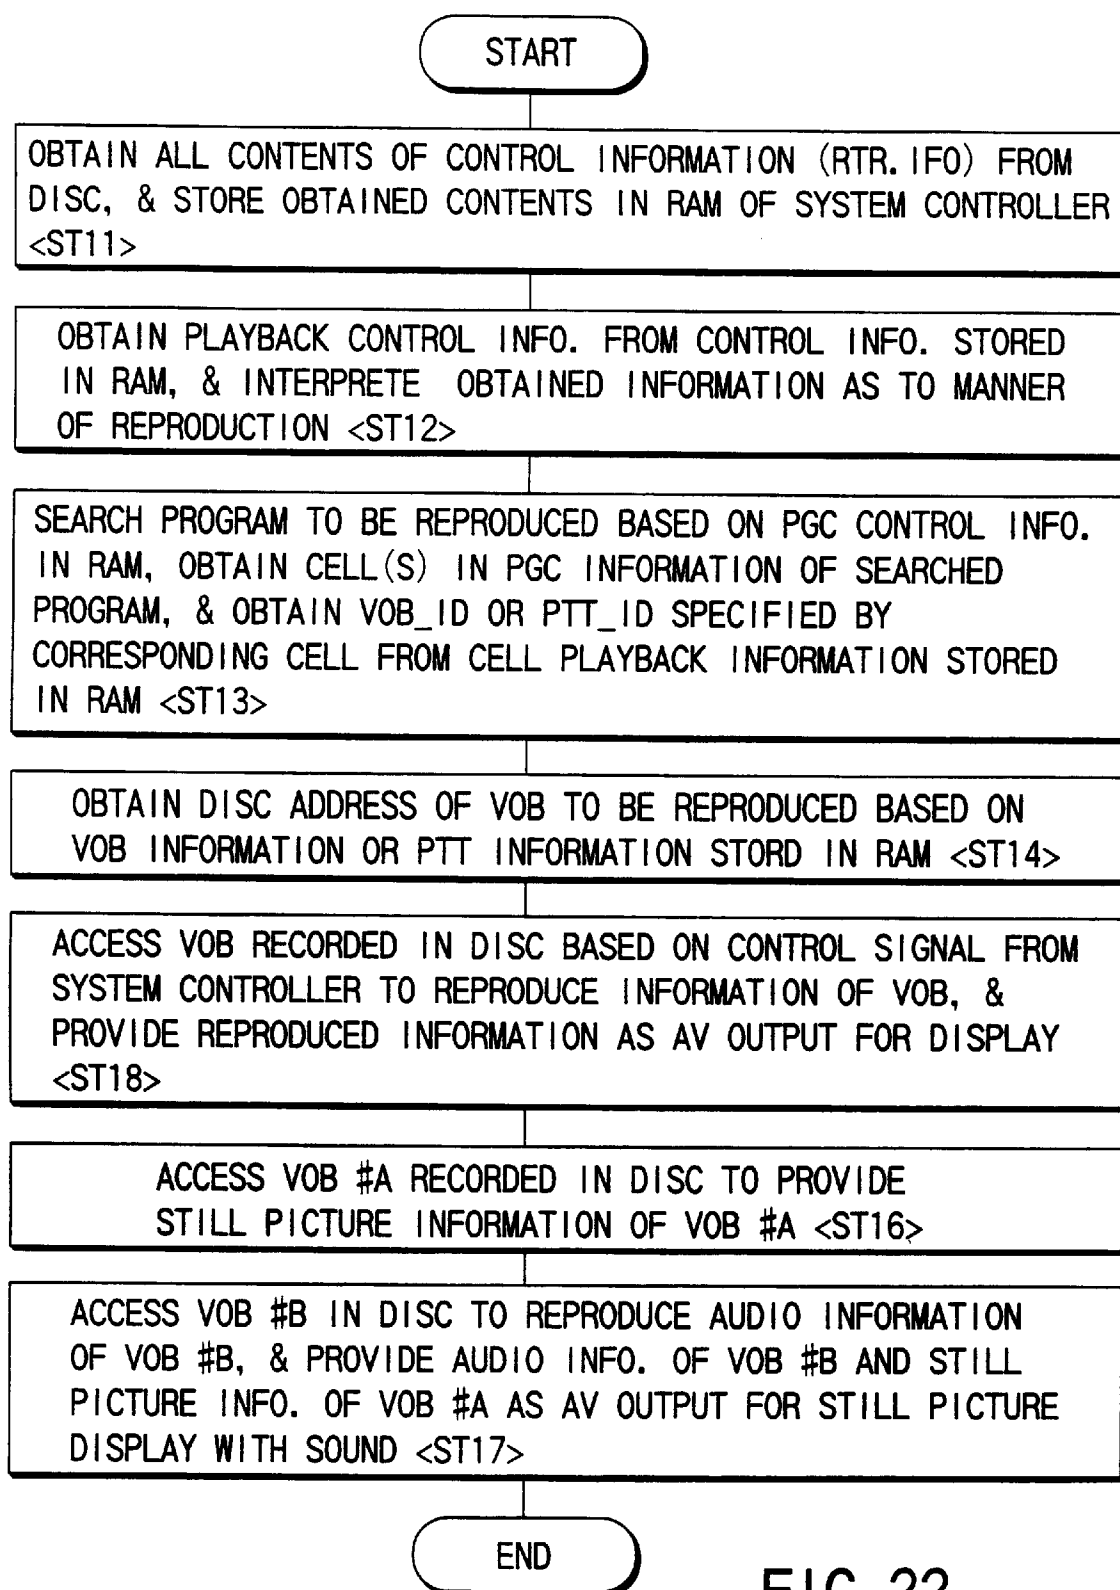 START
OBTAIN ALL CONTENTS OF CONTROL INFORMATION (RTR.IFO) FROM
DISC, & STORE OBTAINED CONTENTS IN RAM OF SYSTEM CONTROLLER
<ST11>
OBTAIN PLAYBACK CONTROL INFO. FROM CONTROL INFO. STORED
IN RAM, & INTERPRETE OBTAINED INFORMATION AS TO MANNER
OF REPRODUCTION <ST12>
SEARCH PROGRAM TO BE REPRODUCED BASED ON PGC CONTROL INFO.
IN RAM, OBTAIN CELL(S) IN PGC INFORMATION OF SEARCHED
PROGRAM, & OBTAIN VOB_ID OR PTT_ID SPECIFIED BY
CORRESPONDING CELL FROM CELL PLAYBACK INFORMATION STORED
IN RAM <ST13>
OBTAIN DISC ADDRESS OF VOB TO BE REPRODUCED BASED ON
VOB INFORMATION OR PTT INFORMATION STORD IN RAM <ST14>
ACCESS VOB RECORDED IN DISC BASED ON CONTROL SIGNAL FROM
SYSTEM CONTROLLER TO REPRODUCE INFORMATION OF VOB, &
PROVIDE REPRODUCED INFORMATION AS AV OUTPUT FOR DISPLAY
<ST18>
ACCESS VOB #A RECORDED IN DISC TO PROVIDE
STILL PICTURE INFORMATION OF VOB #A <ST16>
ACCESS VOB #B IN DISC TO REPRODUCE AUDIO INFORMATION
OF VOB #B, & PROVIDE AUDIO INFO. OF VOB #B AND STILL
PICTURE INFO. OF VOB #A AS AV OUTPUT FOR STILL PICTURE
DISPLAY WITH SOUND <ST17>
END